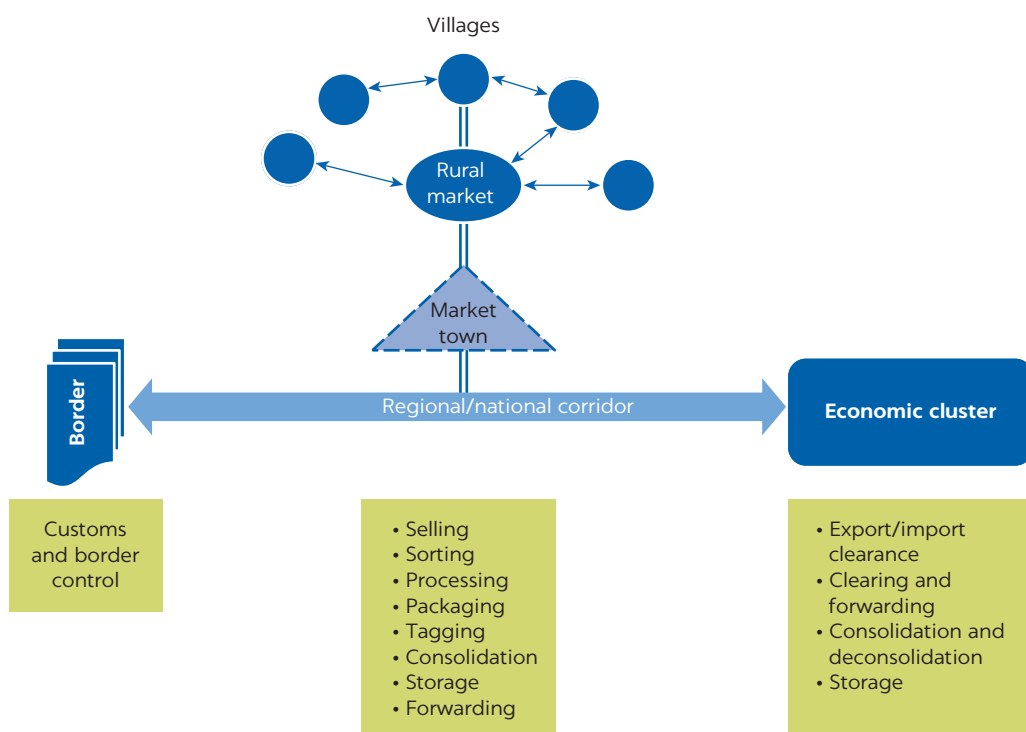 Villages
Rural
market
Market
town
Border
Regional/national corridor
Economic cluster
Customs
and border
control
• Selling
• Sorting
• Processing
• Packaging
• Tagging
• Consolidation
• Storage
• Forwarding
• Export/import
clearance
• Clearing and
forwarding
• Consolidation and
deconsolidation
• Storage